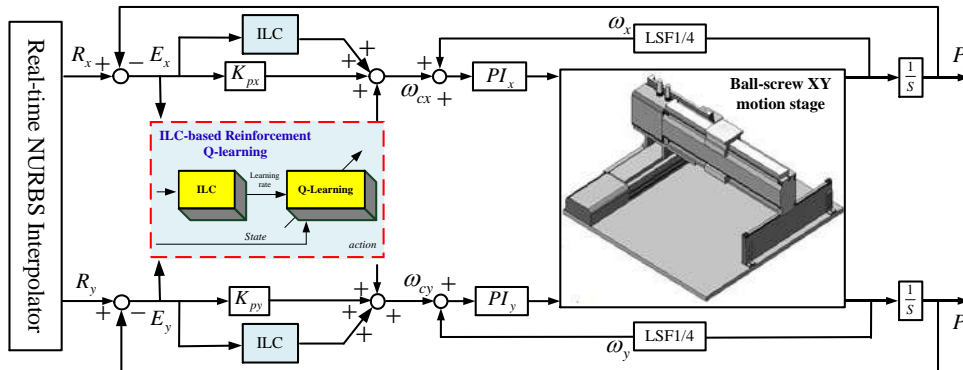 Real-time NURBS Interpolator
R_x
+
−
E_x
ILC
K_px
+
+
+
+
ω_cx
+
+
PI_x
ω_x
LSF1/4
1/s
P
Ball-screw XY
motion stage
ILC-based Reinforcement
Q-learning
ILC
Learning
rate
Q-Learning
State
action
R_y
+
−
E_y
K_py
ILC
+
+
+
ω_cy
+
+
PI_y
ω_y
LSF1/4
1/s
P